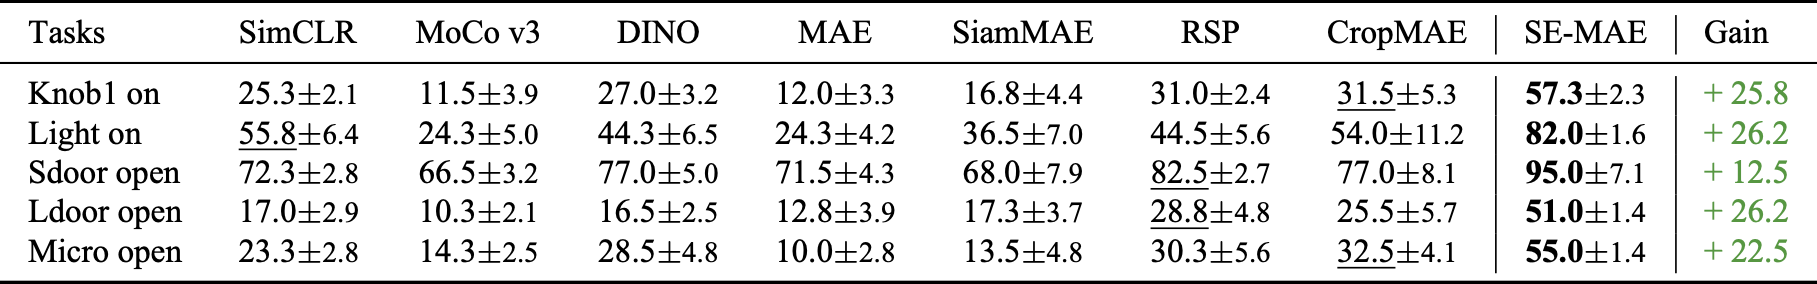 Tasks SimCLR MoCo v3 DINO MAE SiamMAE RSP CropMAE SE-MAE Gain
Knob1 on 25.3±2.1 11.5±3.9 27.0±3.2 12.0±3.3 16.8±4.4 31.0±2.4 31.5±5.3 57.3±2.3 + 25.8
Light on 55.8±6.4 24.3±5.0 44.3±6.5 24.3±4.2 36.5±7.0 44.5±5.6 54.0±11.2 82.0±1.6 + 26.2
Sdoor open 72.3±2.8 66.5±3.2 77.0±5.0 71.5±4.3 68.0±7.9 82.5±2.7 77.0±8.1 95.0±7.1 + 12.5
Ldoor open 17.0±2.9 10.3±2.1 16.5±2.5 12.8±3.9 17.3±3.7 28.8±4.8 25.5±5.7 51.0±1.4 + 26.2
Micro open 23.3±2.8 14.3±2.5 28.5±4.8 10.0±2.8 13.5±4.8 30.3±5.6 32.5±4.1 55.0±1.4 + 22.5